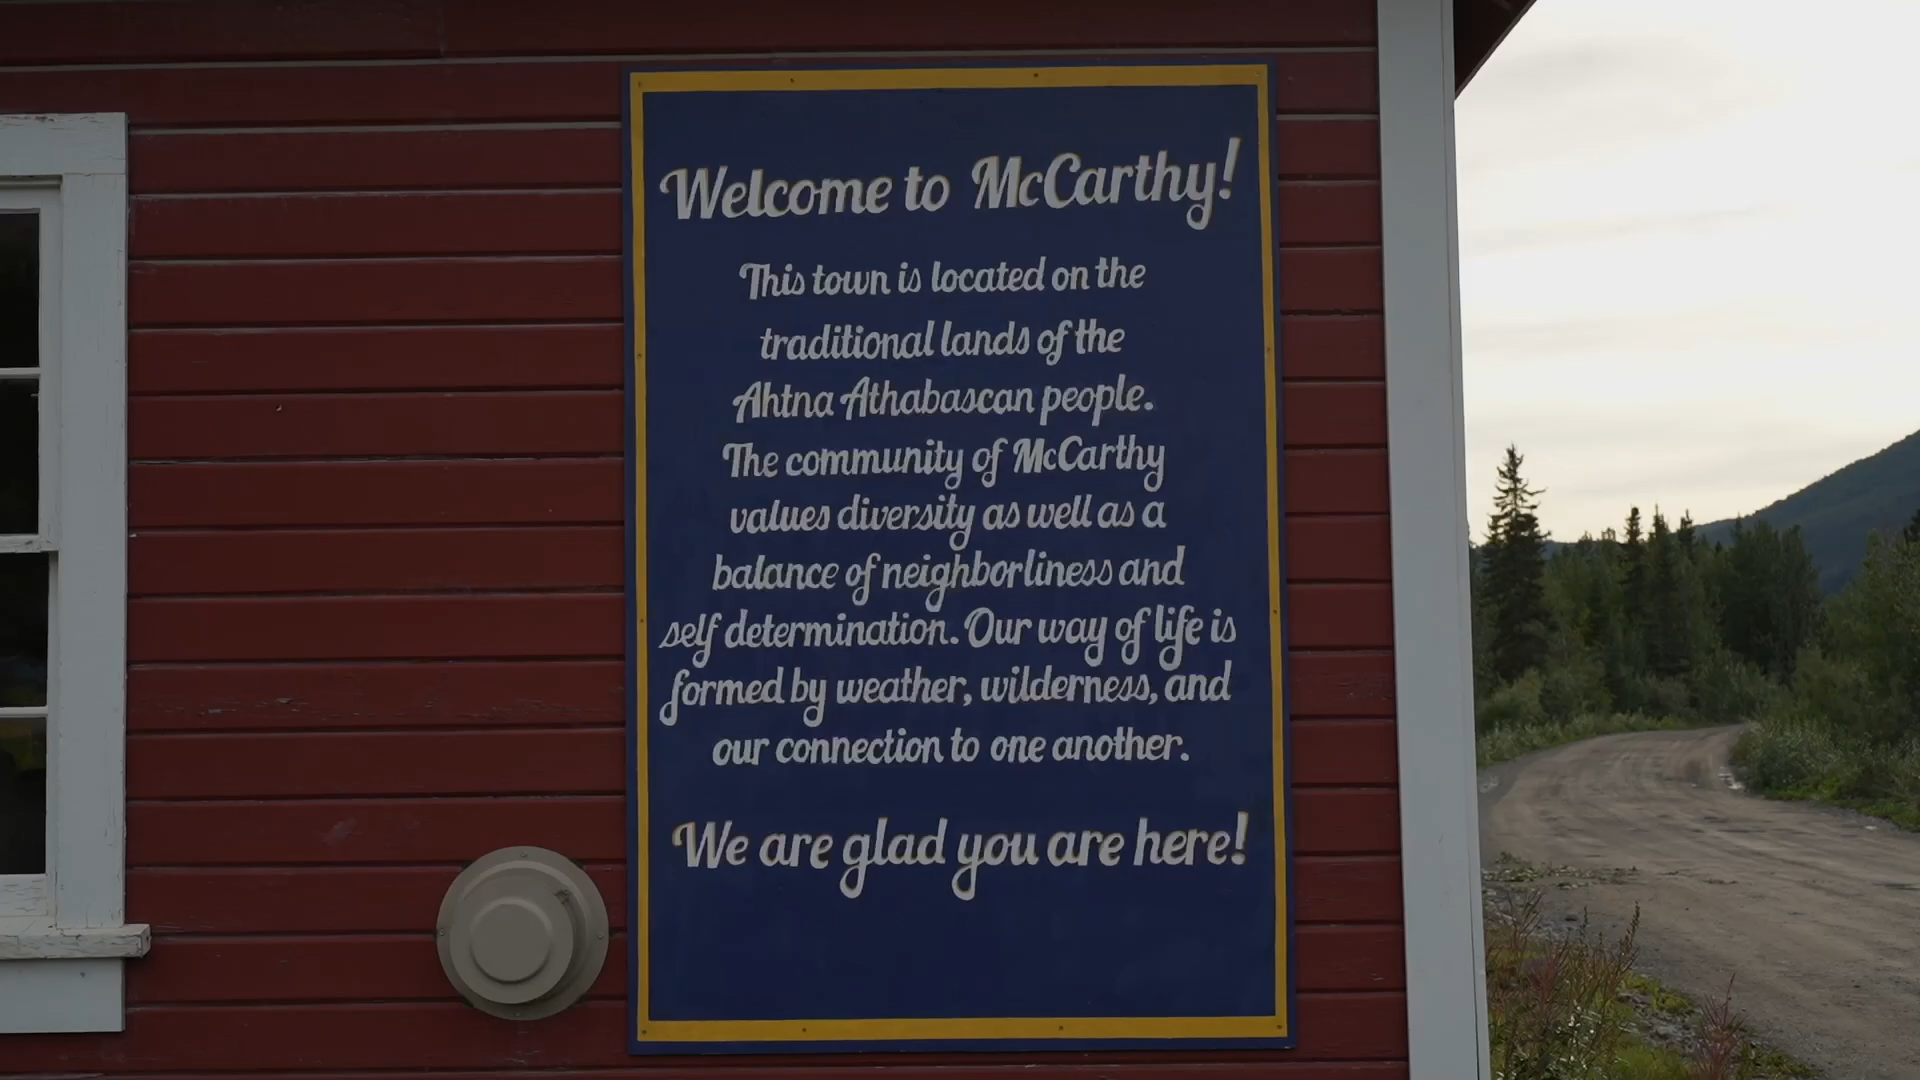 Welcome to McCarthy!
This town is located on the
traditional lands of the
Ahtna Athabascan people.
The community of McCarthy
values diversity as well as a
balance of neighborliness and
self determination. Our way of life is
formed by weather, wilderness, and
our connection to one another.
We are glad you are here!